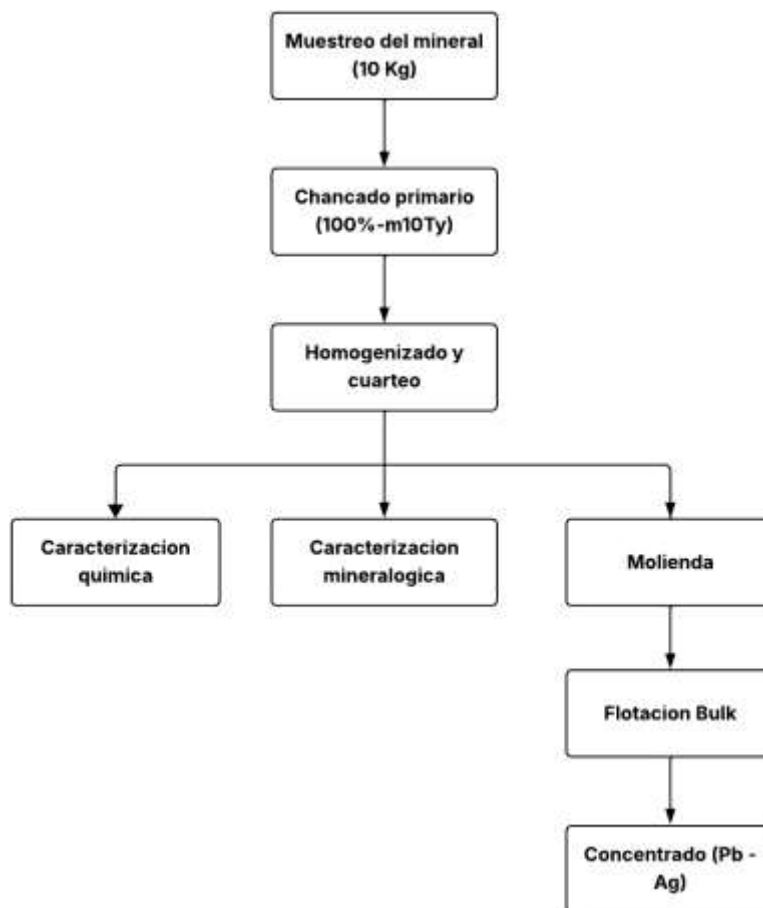 Muestreo del mineral
(10 Kg)
Chancado primario
(100%-m10Ty)
Homogenizado y
cuarteo
Caracterizacion
quimica
Caracterizacion
mineralogica
Molienda
Flotacion Bulk
Concentrado (Pb -
Ag)